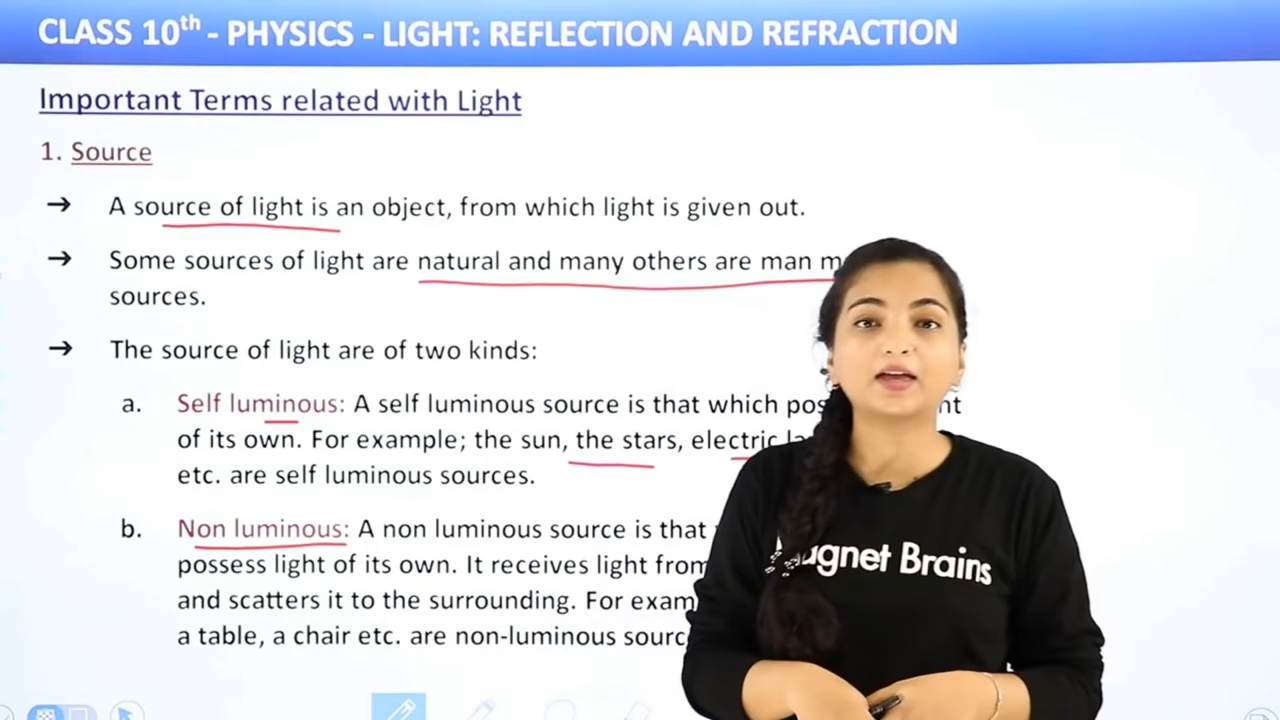 CLASS 10th - PHYSICS - LIGHT: REFLECTION AND REFRACTION
Important Terms related with Light
1. Source
→ A source of light is an object, from which light is given out.
→ Some sources of light are natural and many others are man
sources.
→ The source of light are of two kinds:
a. Self luminous: A self luminous source is that which
of its own. For example; the sun, the stars, electric
etc. are self luminous sources.
b. Non luminous: A non luminous source is that
possess light of its own. It receives light from
and scatters it to the surrounding. For
a table, a chair etc. are non-luminous
Magnet Brains